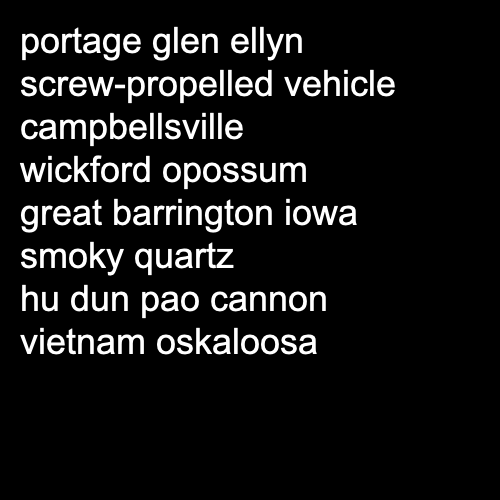 portage glen ellyn
screw-propelled vehicle
campbellsville
wickford opossum
great barrington iowa
smoky quartz
hu dun pao cannon
vietnam oskaloosa